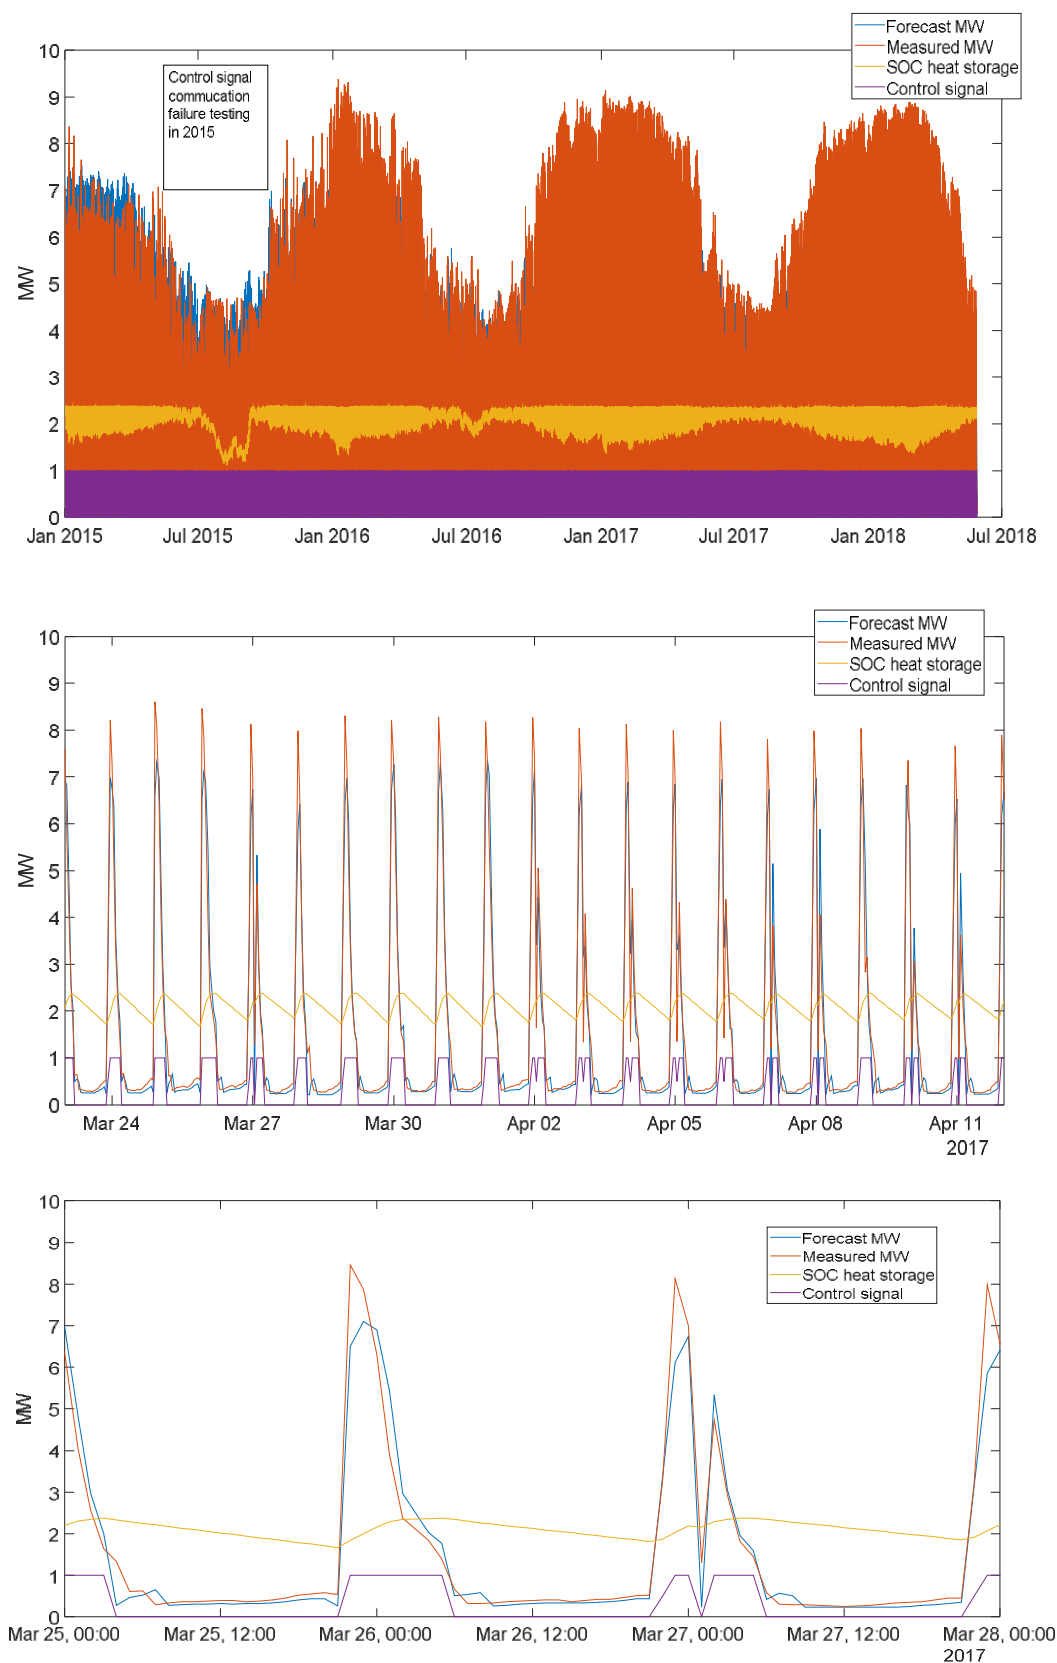 Forecast MW
Measured MW
SOC heat storage
Control signal
Control signal
commucation
failure testing
in 2015
10
9
8
7
6
5
4
3
2
1
0
MW
Jan 2015 Jul 2015 Jan 2016 Jul 2016 Jan 2017 Jul 2017 Jan 2018 Jul 2018
Forecast MW
Measured MW
SOC heat storage
Control signal
10
9
8
7
6
5
4
3
2
1
0
MW
Mar 24 Mar 27 Mar 30 Apr 02 Apr 05 Apr 08 Apr 11
2017
Forecast MW
Measured MW
SOC heat storage
Control signal
10
9
8
7
6
5
4
3
2
1
0
MW
Mar 25, 00:00 Mar 25, 12:00 Mar 26, 00:00 Mar 26, 12:00 Mar 27, 00:00 Mar 27, 12:00 Mar 28, 00:00
2017